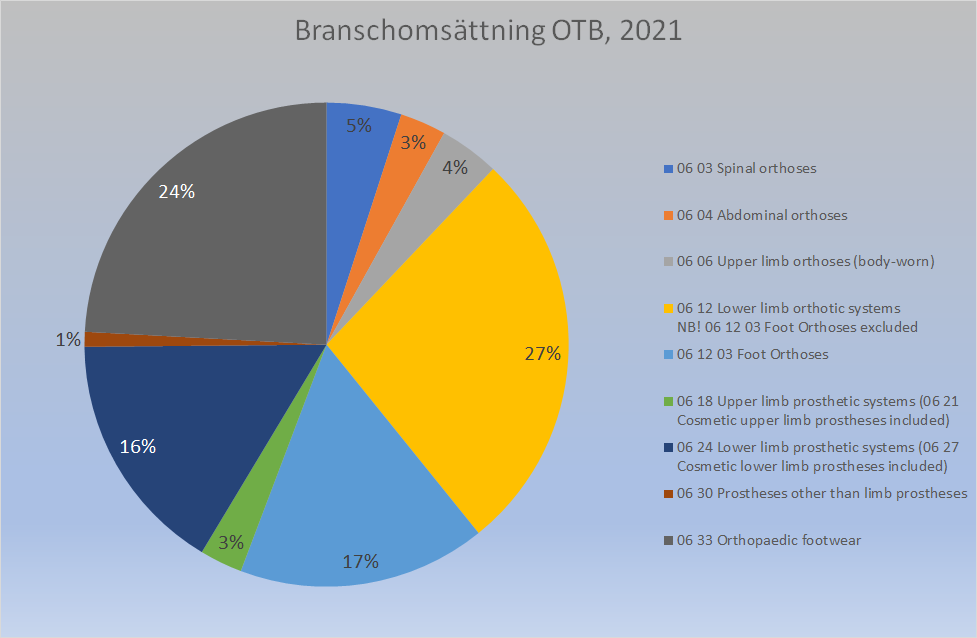 Branschomsättning OTB, 2021
5%
3%
4%
27%
17%
3%
16%
1%
24%
06 03 Spinal orthoses
06 04 Abdominal orthoses
06 06 Upper limb orthoses (body-worn)
06 12 Lower limb orthotic systems
NB! 06 12 03 Foot Orthoses excluded
06 12 03 Foot Orthoses
06 18 Upper limb prosthetic systems (06 21
Cosmetic upper limb prostheses included)
06 24 Lower limb prosthetic systems (06 27
Cosmetic lower limb prostheses included)
06 30 Prostheses other than limb prostheses
06 33 Orthopaedic footwear